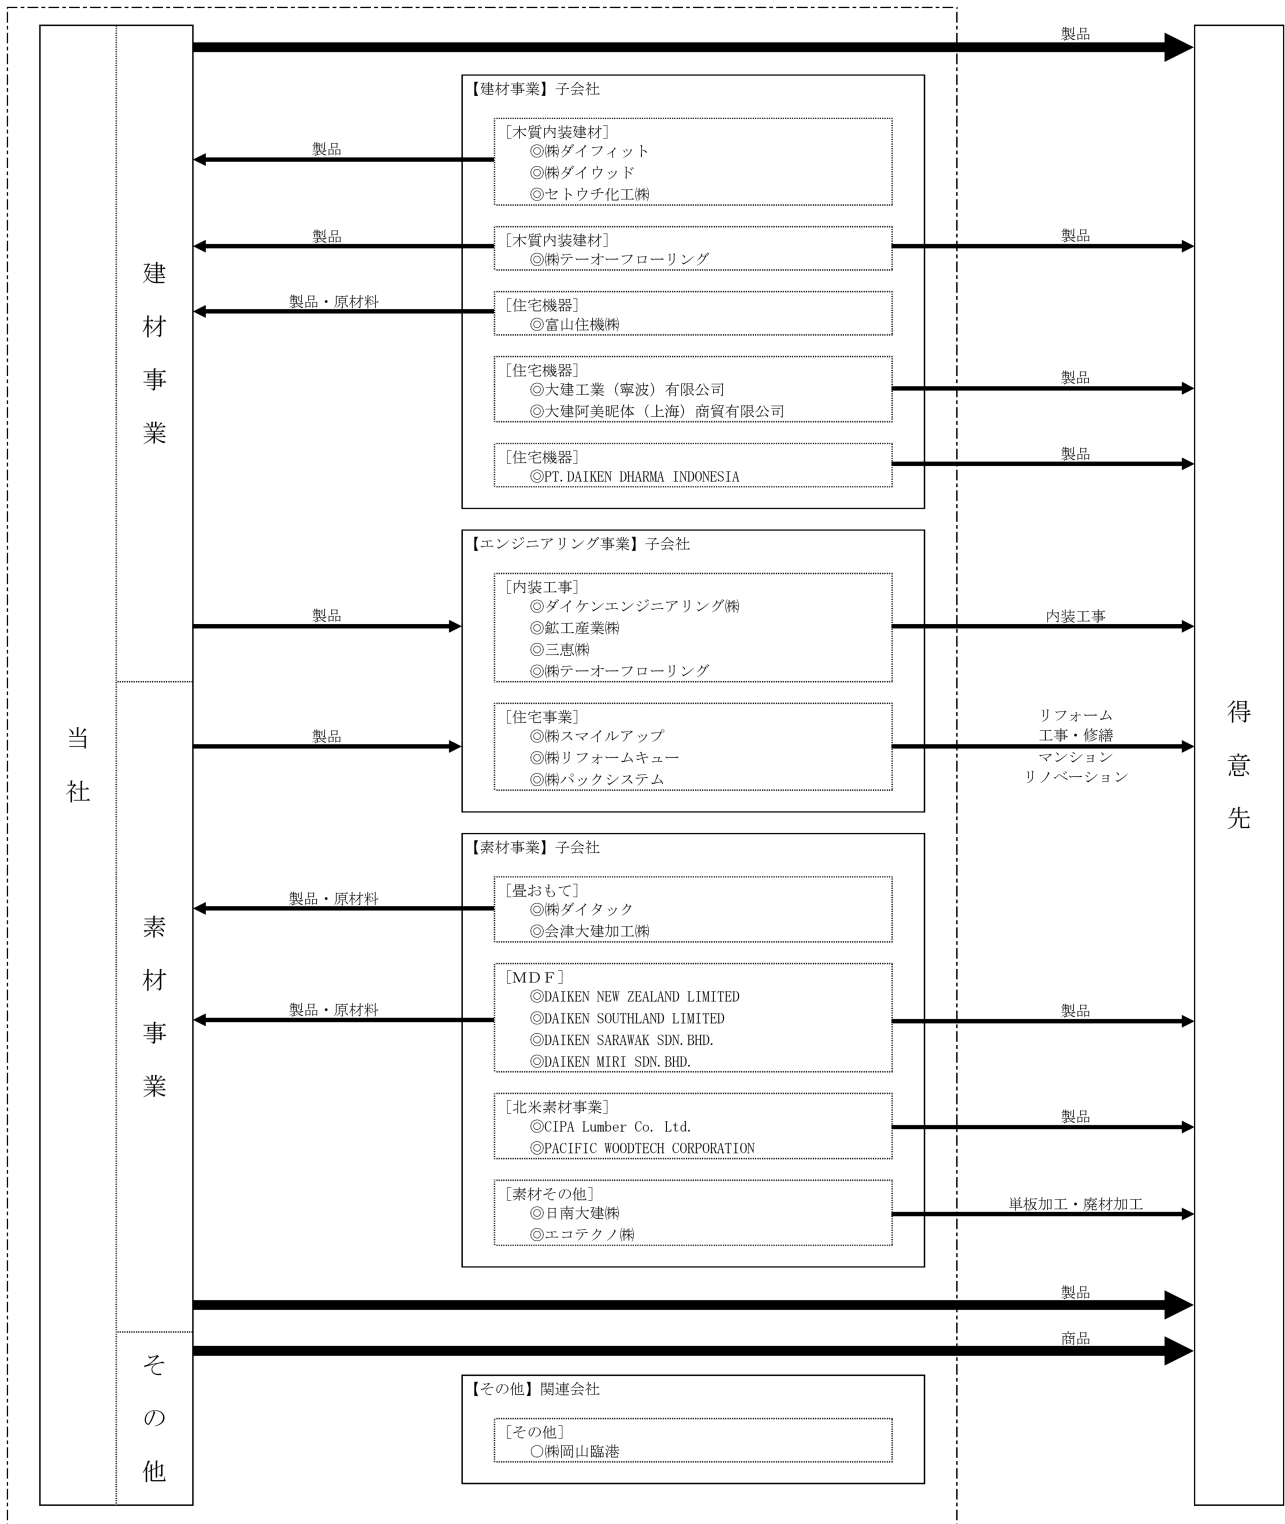 製品
【建材事業】子会社
［木質内装建材］
◎㈱ダイフィット
◎㈱ダイウッド
◎セトウチ化工㈱
製品
［木質内装建材］
◎㈱テーオーフローリング
製品
製品
［住宅機器］
◎富山住機㈱
製品・原材料
［住宅機器］
◎大建工業（寧波）有限公司
◎大建阿美昵体（上海）商貿有限公司
製品
［住宅機器］
◎PT.DAIKEN DHARMA INDONESIA
製品
建材事業
【エンジニアリング事業】子会社
［内装工事］
◎ダイケンエンジニアリング㈱
◎鉱工産業㈱
◎三恵㈱
◎㈱テーオーフローリング
製品
内装工事
［住宅事業］
◎㈱スマイルアップ
◎㈱リフォームキュー
◎㈱パックシステム
製品
リフォーム
工事・修繕
マンション
リノベーション
当社
得意先
【素材事業】子会社
［畳おもて］
◎㈱ダイタック
◎会津大建加工㈱
製品・原材料
［ＭＤＦ］
◎DAIKEN NEW ZEALAND LIMITED
◎DAIKEN SOUTHLAND LIMITED
◎DAIKEN SARAWAK SDN.BHD.
◎DAIKEN MIRI SDN.BHD.
製品・原材料
製品
素材事業
［北米素材事業］
◎CIPA Lumber Co. Ltd.
◎PACIFIC WOODTECH CORPORATION
製品
［素材その他］
◎日南大建㈱
◎エコテクノ㈱
単板加工・廃材加工
製品
商品
その他
【その他】関連会社
［その他］
○㈱岡山臨港